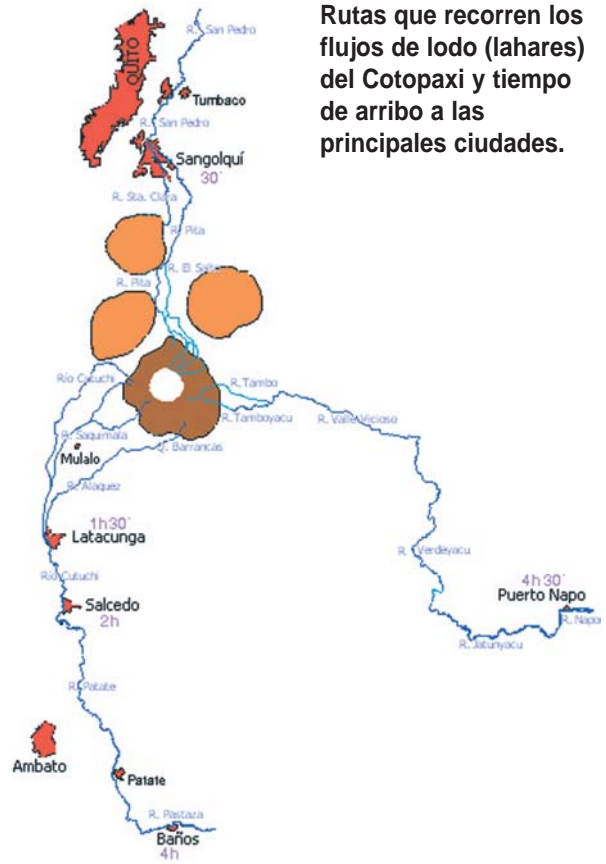 Rutas que recorren los
flujos de lodo (lahares)
del Cotopaxi y tiempo
de arribo a las
principales ciudades.
R. San Pedro
QUITO
Tumbaco
R. San Pedro
Sangolquí
30´
R. Sta. Clara
R. Pita
R. El Salto
R. Pita
Río Cutuchi
R. Tambo
R. Tamboyacu
R. Valle Vicioso
R. Saquimala
Q. Barrancas
Mulalo
R. Alaquez
1h30´
Latacunga
R. Verdeyacu
Río Cutuchi
4h 30´
Puerto Napo
Salcedo
2h
R. Napo
R. Jatunyacu
R. Patate
Ambato
Patate
R. Pastaza
Baños
4h